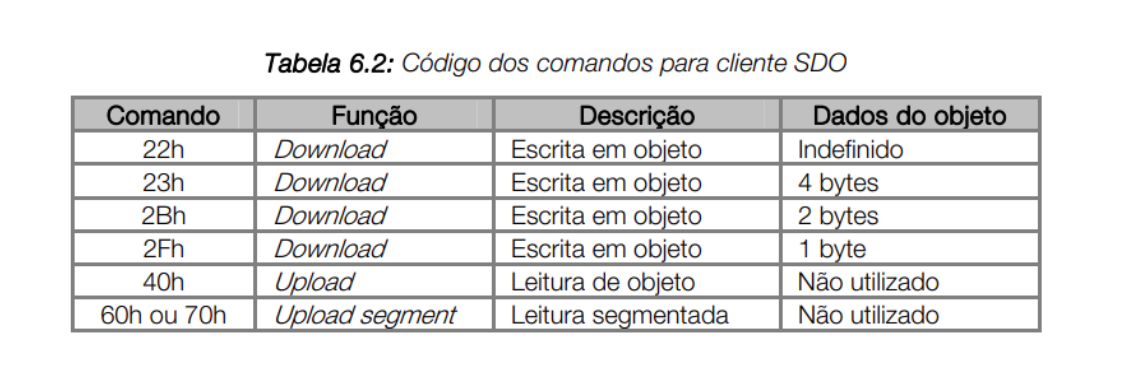 Tabela 6.2: Código dos comandos para cliente SDO
Comando Função Descrição Dados do objeto
22h Download Escrita em objeto Indefinido
23h Download Escrita em objeto 4 bytes
2Bh Download Escrita em objeto 2 bytes
2Fh Download Escrita em objeto 1 byte
40h Upload Leitura de objeto Não utilizado
60h ou 70h Upload segment Leitura segmentada Não utilizado